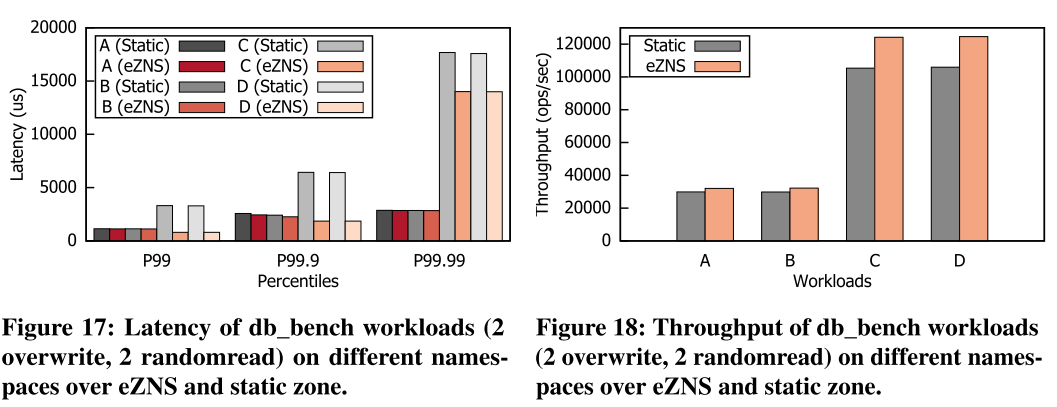 20000
15000
10000
5000
0
Latency (us)
A (Static)
A (eZNS)
B (Static)
B (eZNS)
C (Static)
C (eZNS)
D (Static)
D (eZNS)
P99
P99.9
P99.99
Percentiles
Figure 17: Latency of db_bench workloads (2
overwrite, 2 randomread) on different names-
paces over eZNS and static zone.
120000
100000
80000
60000
40000
20000
0
Throughput (ops/sec)
Static
eZNS
A
B
C
D
Workloads
Figure 18: Throughput of db_bench workloads
(2 overwrite, 2 randomread) on different names-
paces over eZNS and static zone.